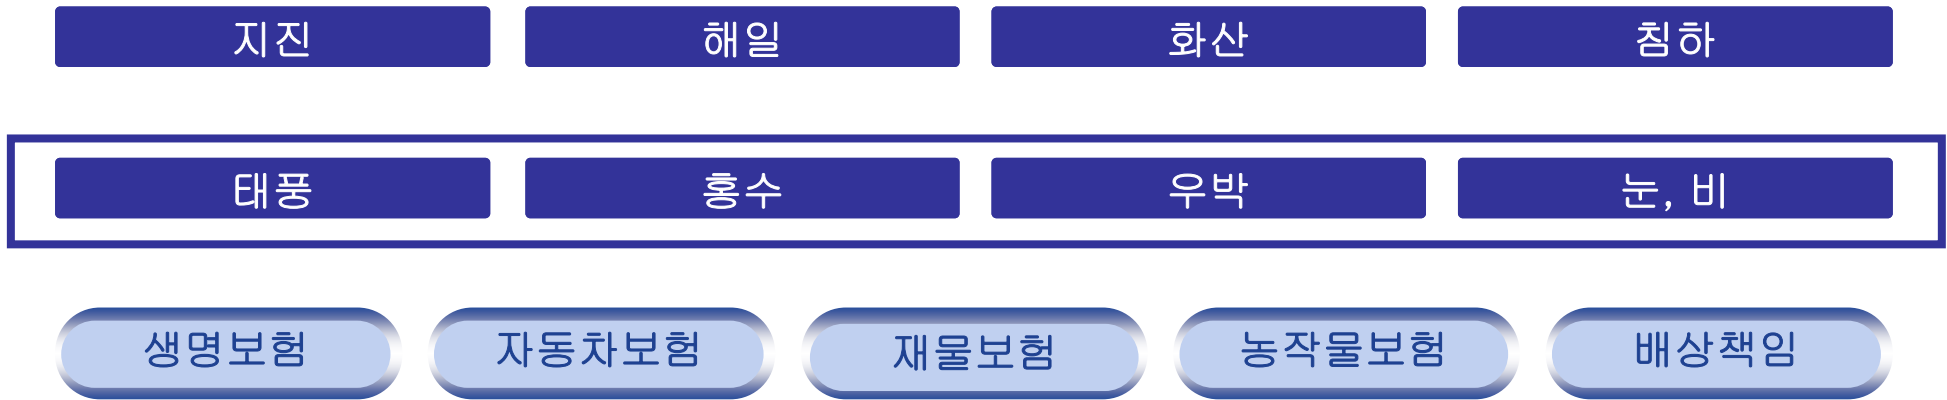 지진 해일 화산 침하
태풍 홍수 우박 눈, 비
생명보험 자동차보험 재물보험 농작물보험 배상책임